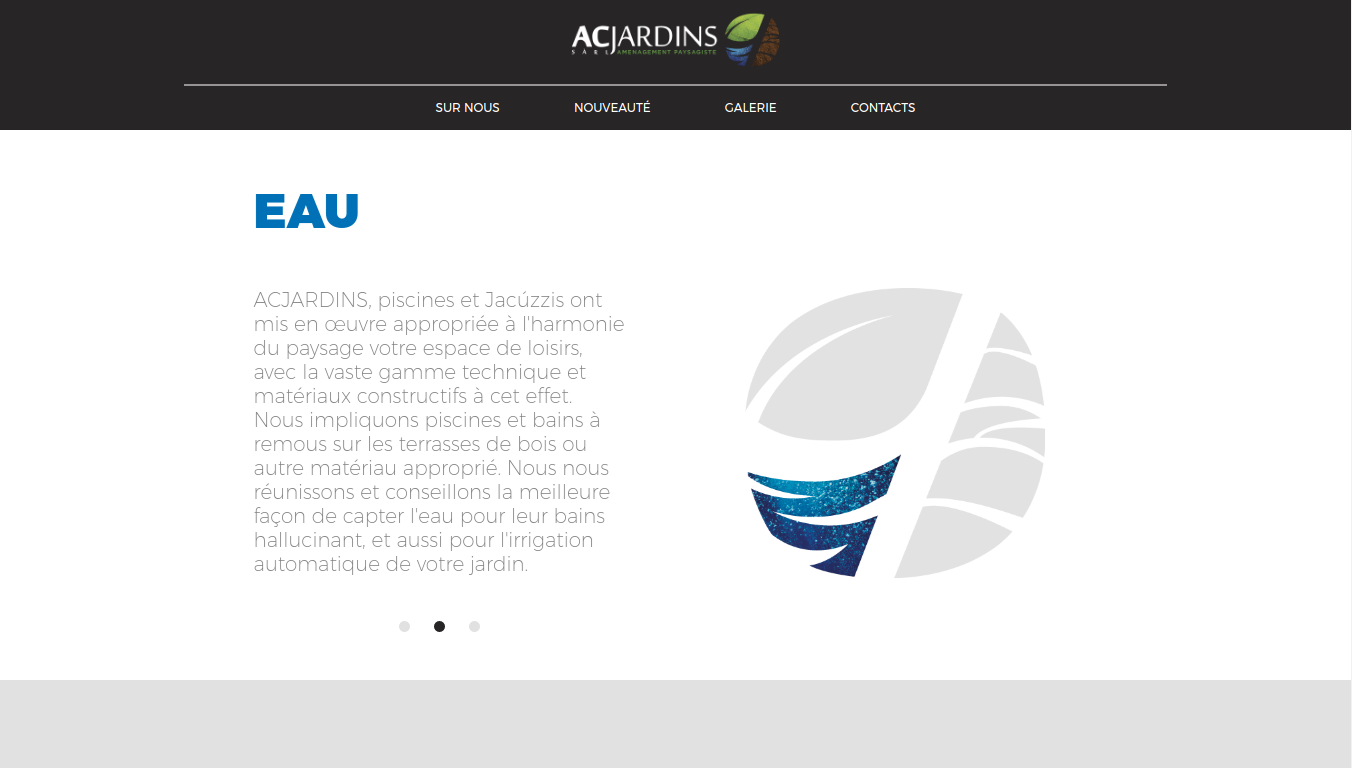 ACJARDINS
SÀRL AMÉNAGEMENT PAYSAGISTE
SUR NOUS
NOUVEAUTÉ
GALERIE
CONTACTS
EAU
ACJARDINS, piscines et Jacúzzis ont
mis en œuvre appropriée à l'harmonie
du paysage votre espace de loisirs,
avec la vaste gamme technique et
matériaux constructifs à cet effet.
Nous impliquons piscines et bains à
remous sur les terrasses de bois ou
autre matériau approprié. Nous nous
réunissons et conseillons la meilleure
façon de capter l'eau pour leur bains
hallucinant, et aussi pour l'irrigation
automatique de votre jardin.